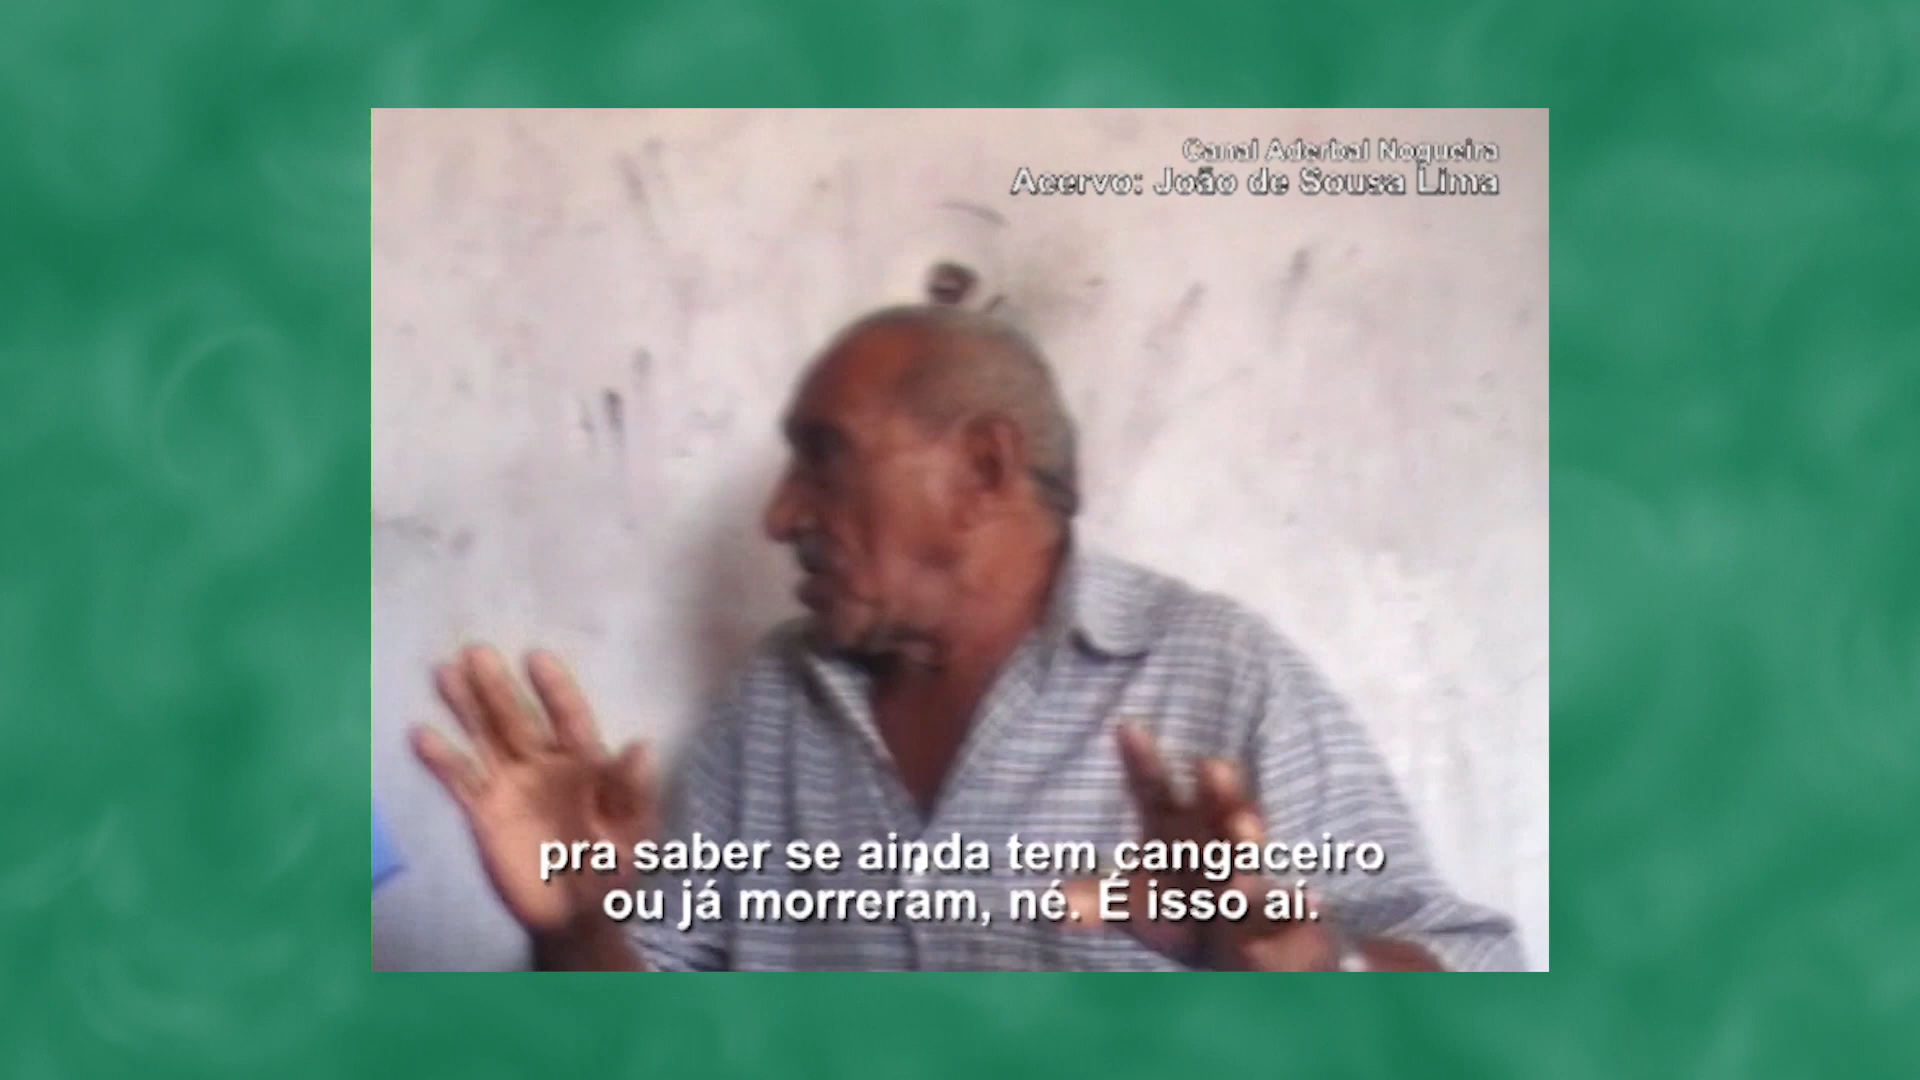 Canal Aderbal Nogueira
Acervo: João de Sousa Lima
pra saber se ainda tem cangaceiro
ou já morreram, né. É isso aí.